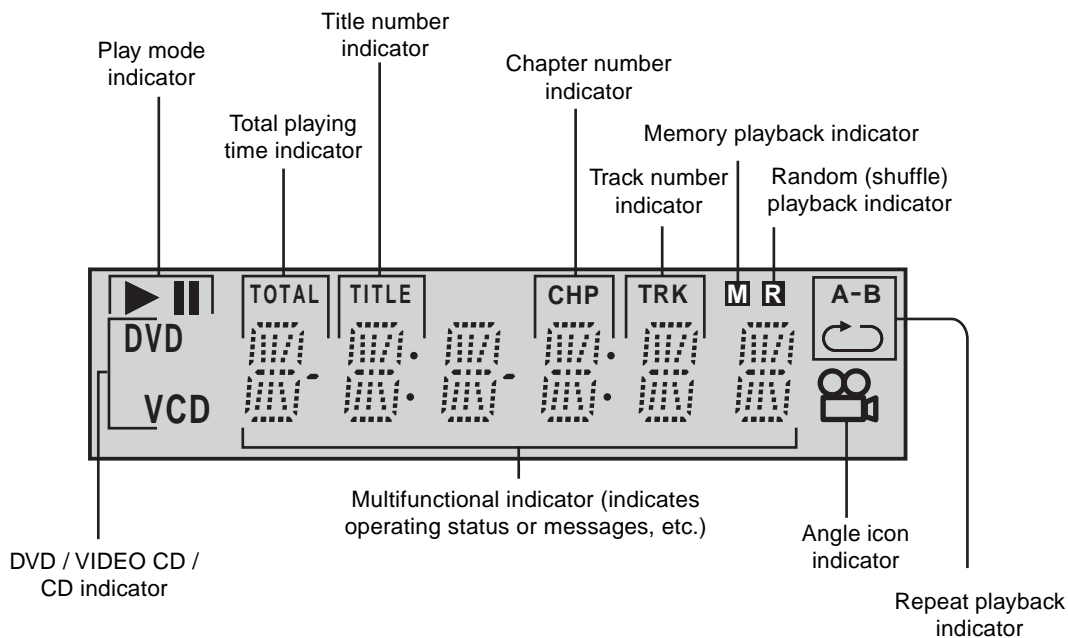 Title number
indicator
Play mode
indicator
Chapter number
indicator
Total playing
time indicator
Memory playback indicator
Track number
indicator
Random (shuffle)
playback indicator
TOTAL TITLE CHP TRK M R A-B
DVD
VCD
Multifunctional indicator (indicates
operating status or messages, etc.)
Angle icon
indicator
DVD / VIDEO CD /
CD indicator
Repeat playback
indicator